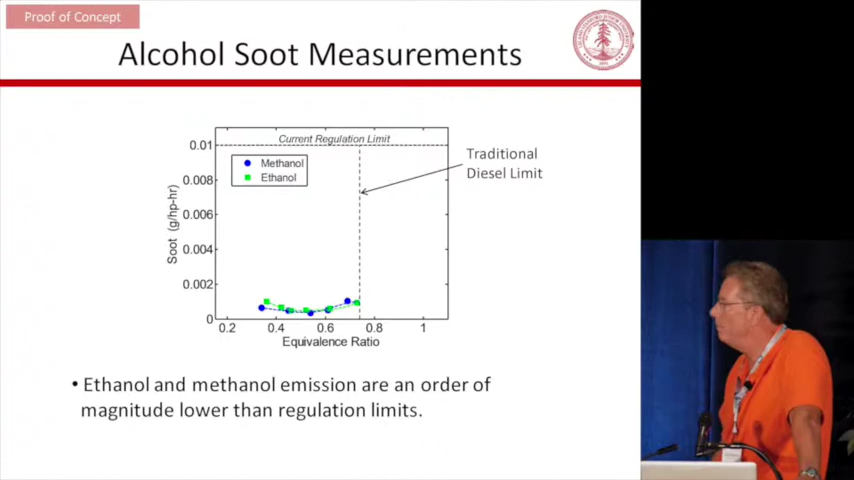 Proof of Concept
Alcohol Soot Measurements
Current Regulation Limit
0.01
Methanol
Ethanol
0.008
0.006
0.004
0.002
0
Soot (g/hp-hr)
0.2 0.4 0.6 0.8 1
Equivalence Ratio
Traditional
Diesel Limit
• Ethanol and methanol emission are an order of
magnitude lower than regulation limits.